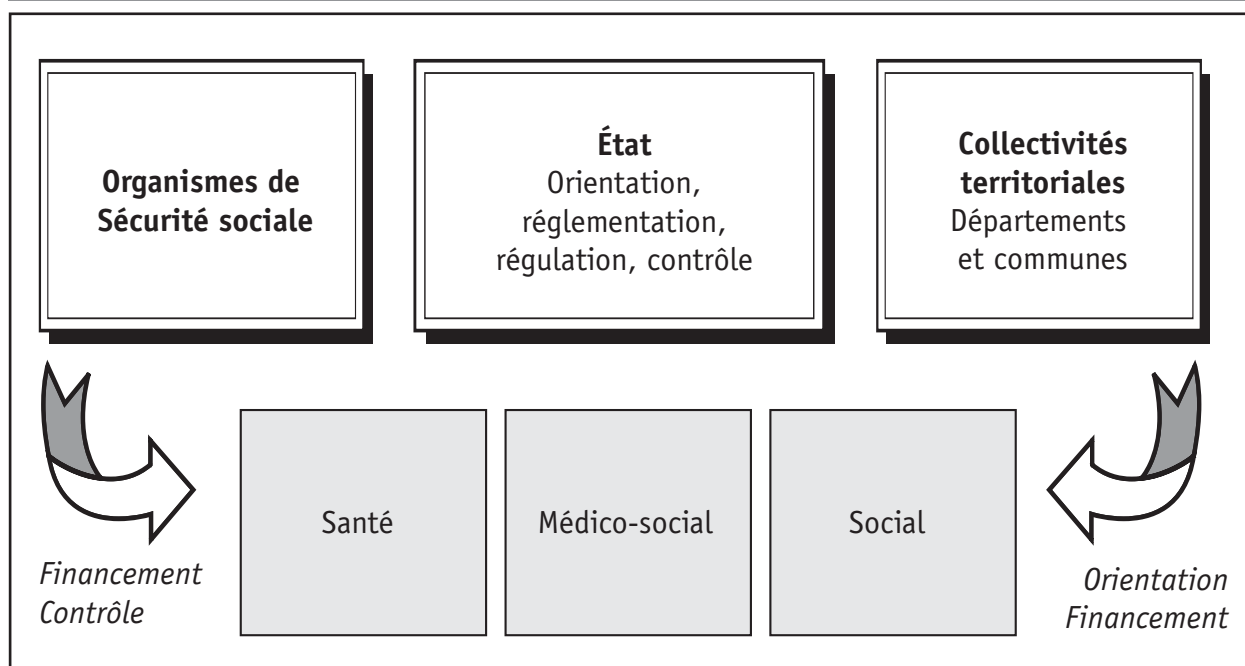 Organismes de
Sécurité sociale
État
Orientation,
réglementation,
régulation, contrôle
Collectivités
territoriales
Départements
et communes
Santé
Médico-social
Social
Financement
Contrôle
Orientation
Financement